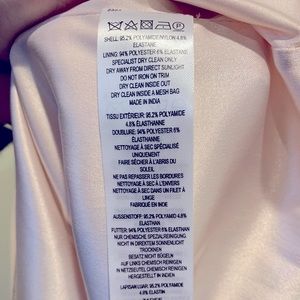 SHELL: 95.2% POLYAMIDE/NYLON 4.8%
ELASTANE
LINING: 94% POLYESTER 6%
ELASTANE
SPECIALIST DRY CLEAN ONLY
DRY AWAY FROM DIRECT SUNLIGHT
DO NOT IRON ON TRIM
DRY CLEAN INSIDE OUT
DRY CLEAN INSIDE A MESH BAG
MADE IN INDIA
TISSU EXTÉRIEUR: 95.2% POLYAMIDE
4.8% ÉLASTHANNE
DOUBLURE: 94% POLYESTER 6%
ÉLASTHANNE
NETTOYAGE À SEC SPÉCIALISÉ
UNIQUEMENT
FAIRE SÉCHER À L'ABRIS DU
SOLEIL
NE PAS REPASSER LES BORDURES
NETTOYAGE À SEC À L'ENVERS
NETTOYAGE À SEC DANS UN FILET À
LINGE
FABRIQUÉ EN INDE
AUSSENSTOFF: 95.2% POLYAMID 4.8%
ELASTHAN
FUTTER: 94% POLYESTER 6% ELASTHAN
NUR CHEMISCHE SPEZIALREINIGUNG
NICHT IN DIREKTEM SONNENLICHT
TROCKNEN
BESATZ NICHT BÜGELN
AUF LINKS CHEMISCH REINIGEN
IN NETZSEUTEL CHEMISCH REINIGEN
HERGESTELLT IN INDIEN
LAPISAN LUAR: 95.2% POLYAMIDE
4.8% ELASTIN